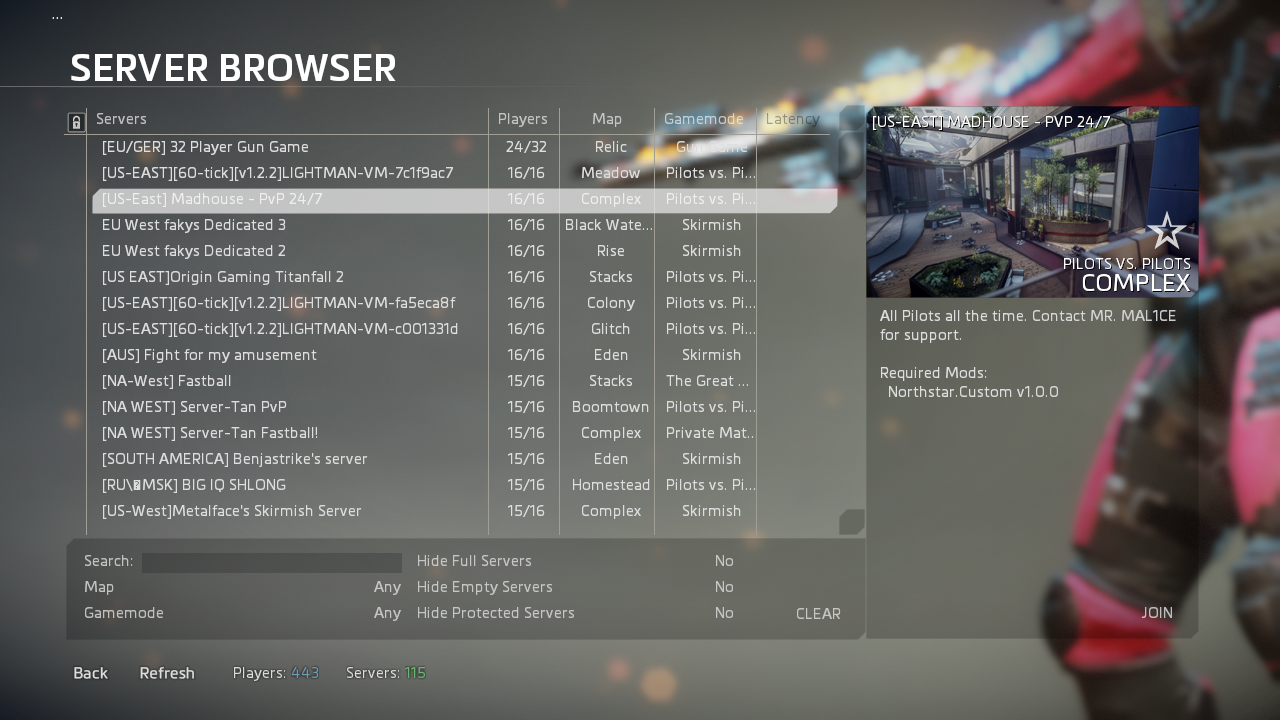 ...
SERVER BROWSER
Servers Players Map Gamemode Latency
[EU/GER] 32 Player Gun Game 24/32 Relic Gun Game
[US-EAST][60-tick][v1.2.2]LIGHTMAN-VM-7c1f9ac7 16/16 Meadow Pilots vs. Pi...
[US-East] Madhouse - PvP 24/7 16/16 Complex Pilots vs. Pi...
EU West fakys Dedicated 3 16/16 Black Wate... Skirmish
EU West fakys Dedicated 2 16/16 Rise Skirmish
[US EAST]Origin Gaming Titanfall 2 16/16 Stacks Pilots vs. Pi...
[US-EAST][60-tick][v1.2.2]LIGHTMAN-VM-fa5eca8f 16/16 Colony Pilots vs. Pi...
[US-EAST][60-tick][v1.2.2]LIGHTMAN-VM-c001331d 16/16 Glitch Pilots vs. Pi...
[AUS] Fight for my amusement 16/16 Eden Skirmish
[NA-West] Fastball 15/16 Stacks The Great ...
[NA WEST] Server-Tan PvP 15/16 Boomtown Pilots vs. Pi...
[NA WEST] Server-Tan Fastball! 15/16 Complex Private Mat..
[SOUTH AMERICA] Benjastrike's server 15/16 Eden Skirmish
BIG IQ SHLONG 15/16 Homestead Pilots vs. Pi...
[US-West]Metalface's Skirmish Server 15/16 Complex Skirmish
[US-EAST] MADHOUSE - PVP 24/7
PILOTS VS. PILOTS
COMPLEX
All Pilots all the time. Contact MR. MAL1CE
for support.
Required Mods:
Northstar.Custom v1.0.0
JOIN
Search: Hide Full Servers No
Map Any Hide Empty Servers No
Gamemode Any Hide Protected Servers No CLEAR
Back Refresh Players: 443 Servers: 115